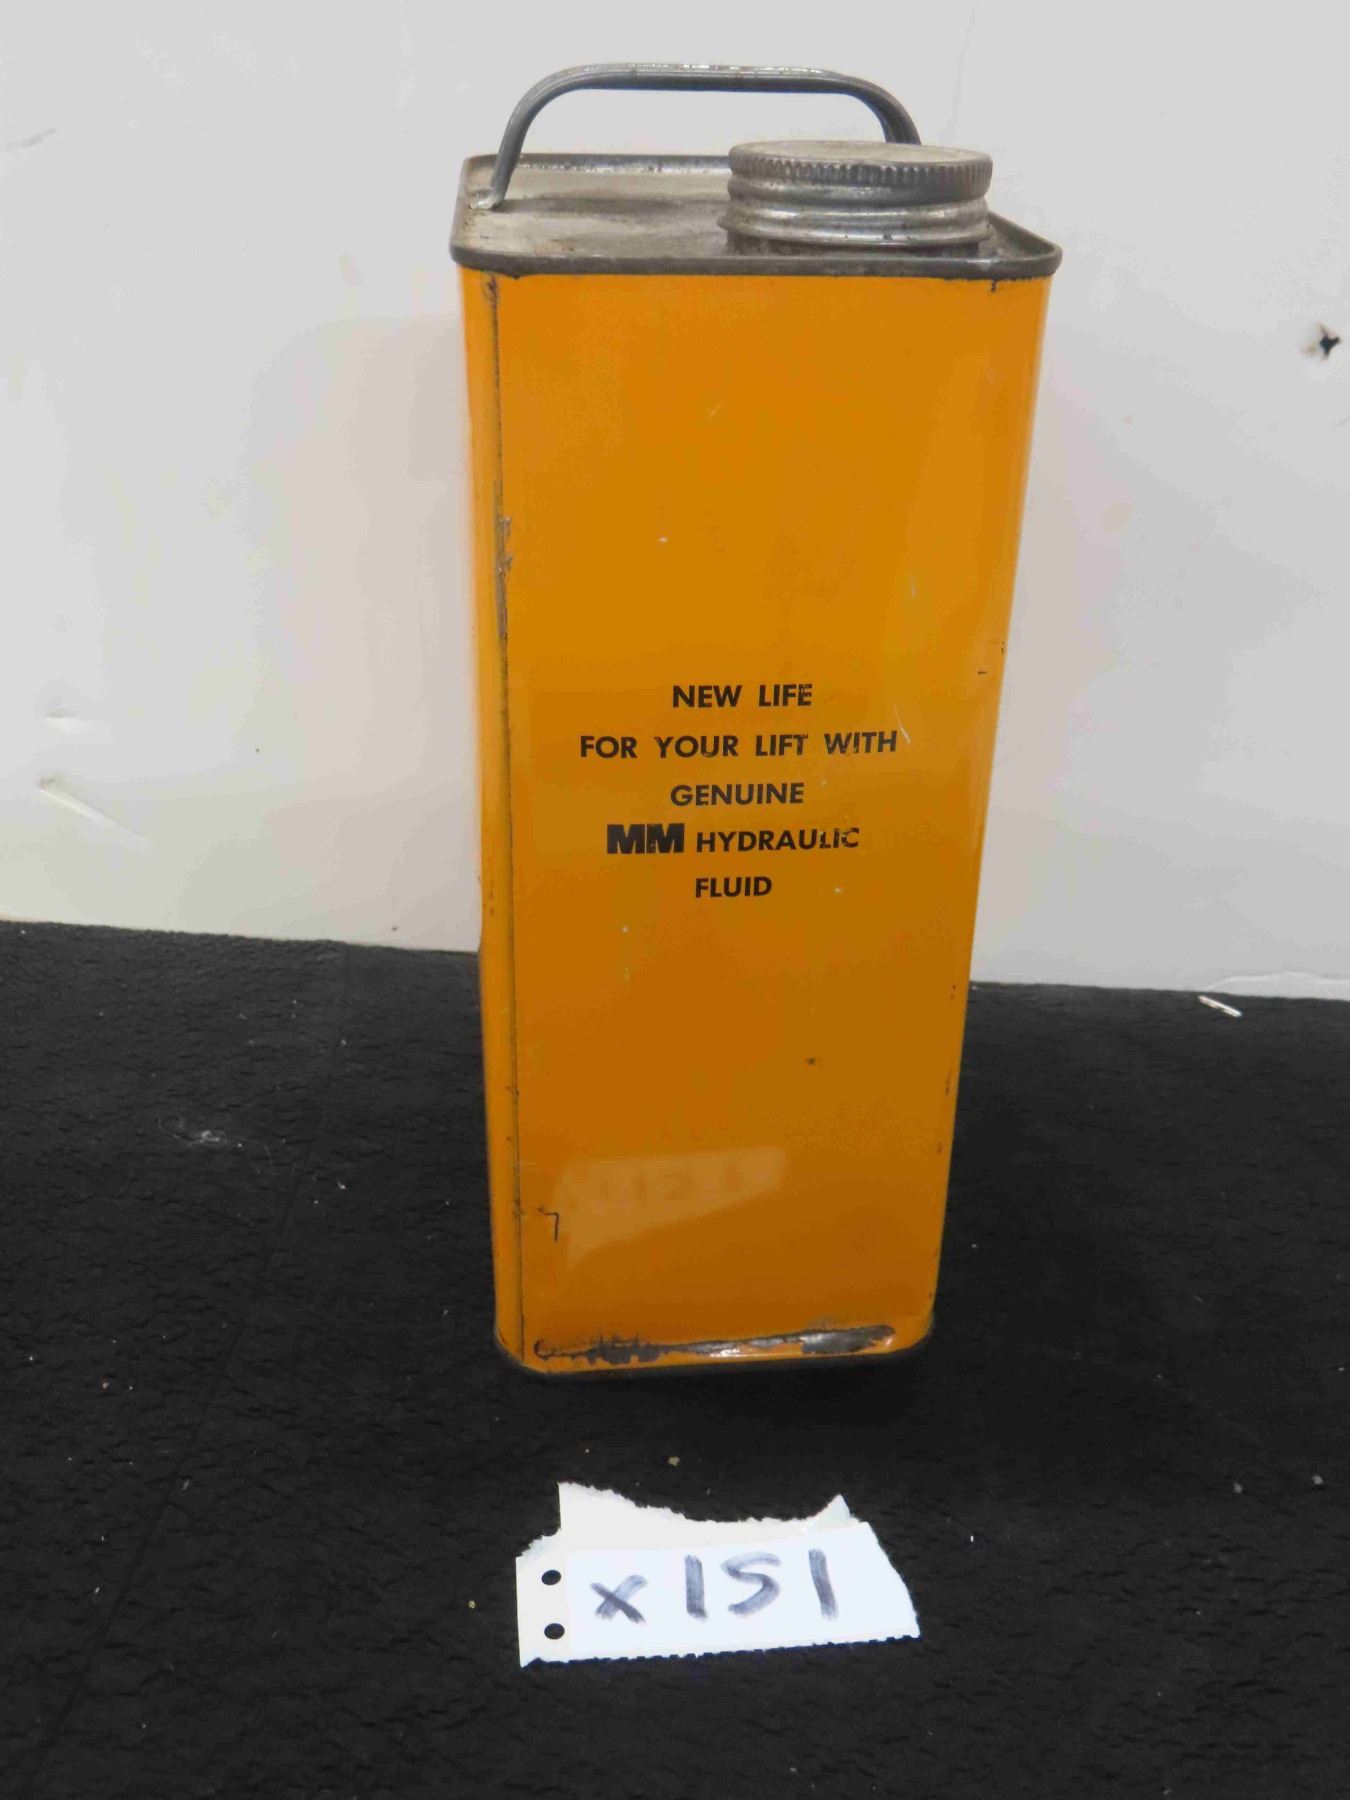 NEW LIFE
FOR YOUR LIFT WITH
GENUINE
MM HYDRAULIC
FLUID
x151